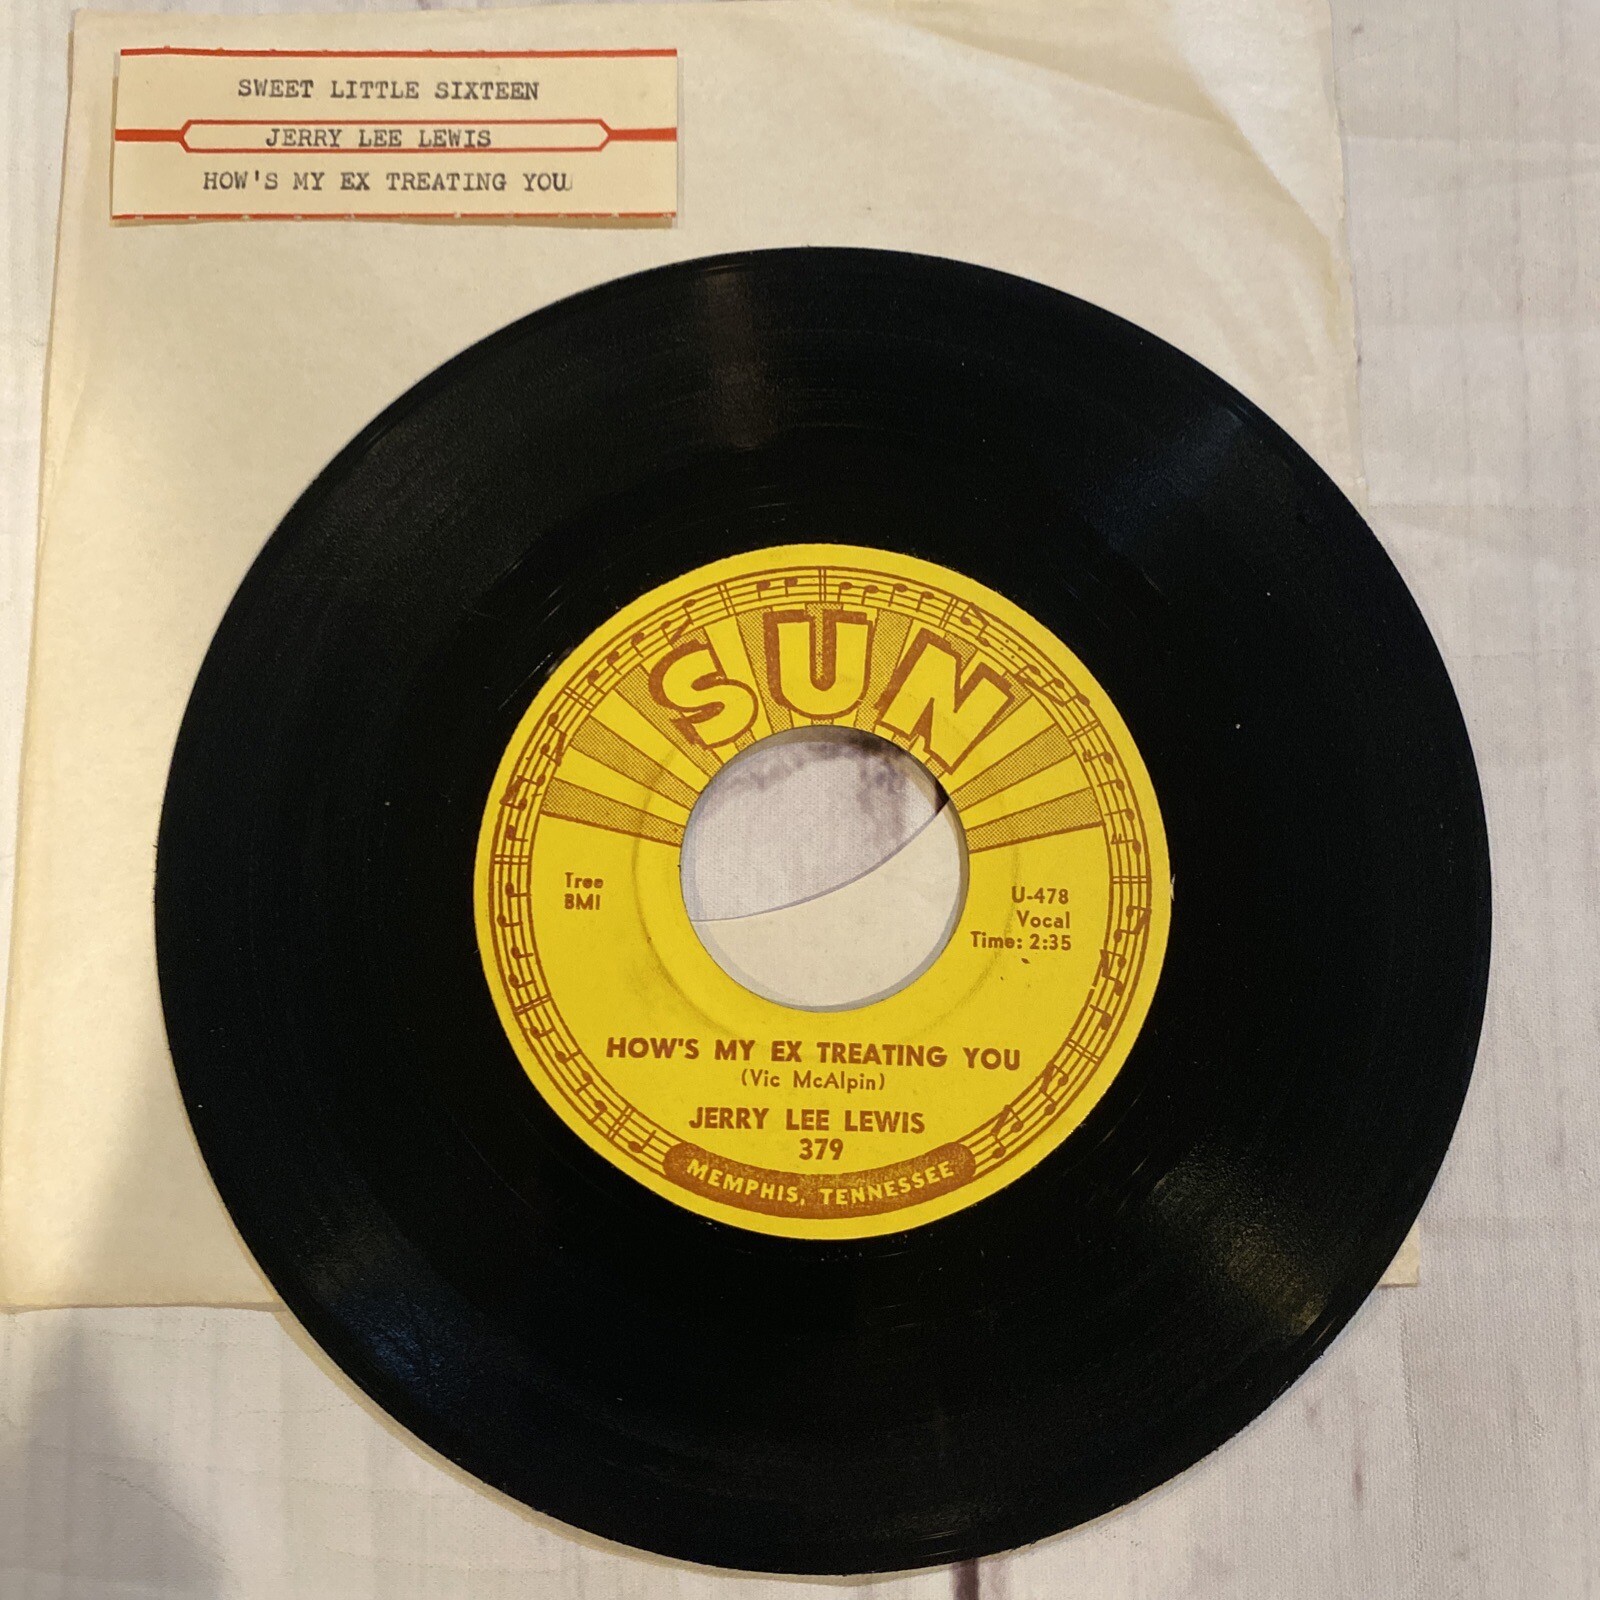 SWEET LITTLE SIXTEEN
JERRY LEE LEWIS
HOW'S MY EX TREATING YOU
SUN
Tree
BMI
U-478
Vocal
Time: 2:35
HOW'S MY EX TREATING YOU
(Vic McAlpin)
JERRY LEE LEWIS
379
MEMPHIS, TENNESSEE